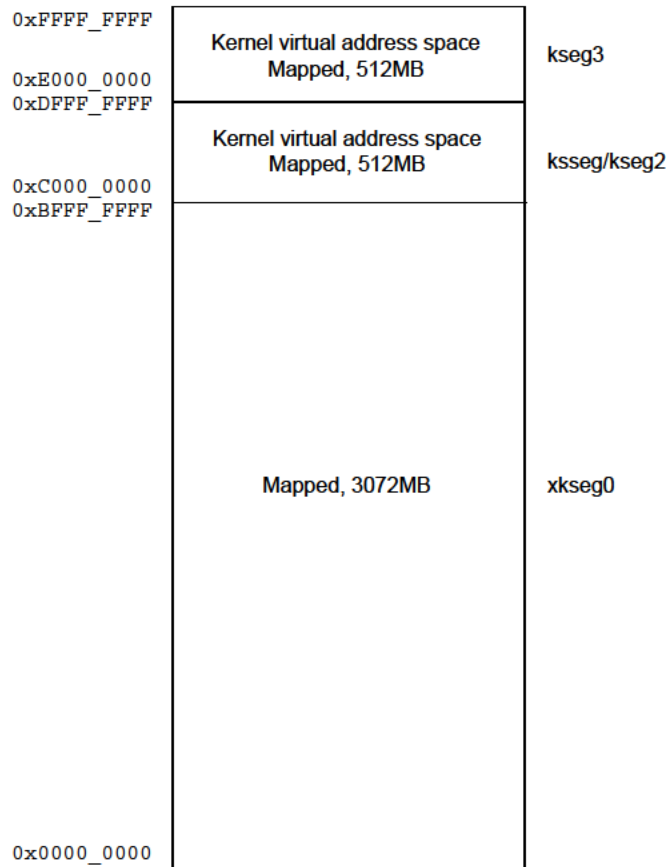 0xFFFF_FFFF
Kernel virtual address space
Mapped, 512MB
kseg3
0xE000_0000
0xDFFF_FFFF
Kernel virtual address space
Mapped, 512MB
ksseg/kseg2
0xC000_0000
0xBFFF_FFFF
Mapped, 3072MB
xkseg0
0x0000_0000